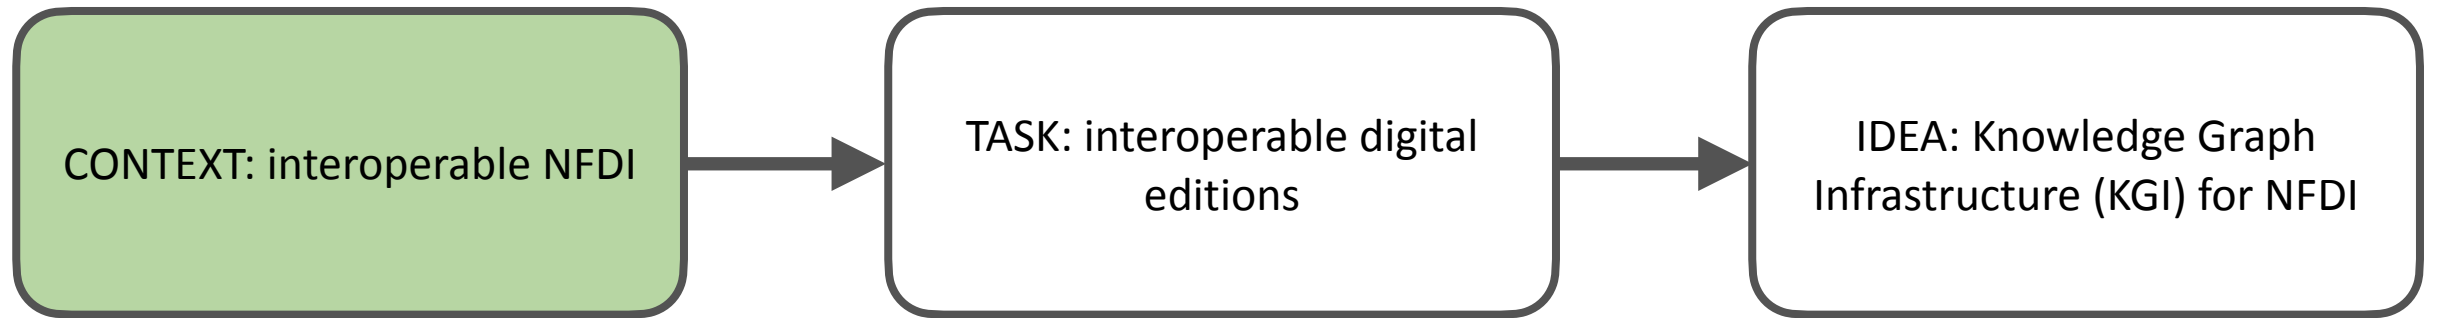 CONTEXT: interoperable NFDI
TASK: interoperable digital
editions
IDEA: Knowledge Graph
Infrastructure (KGI) for NFDI